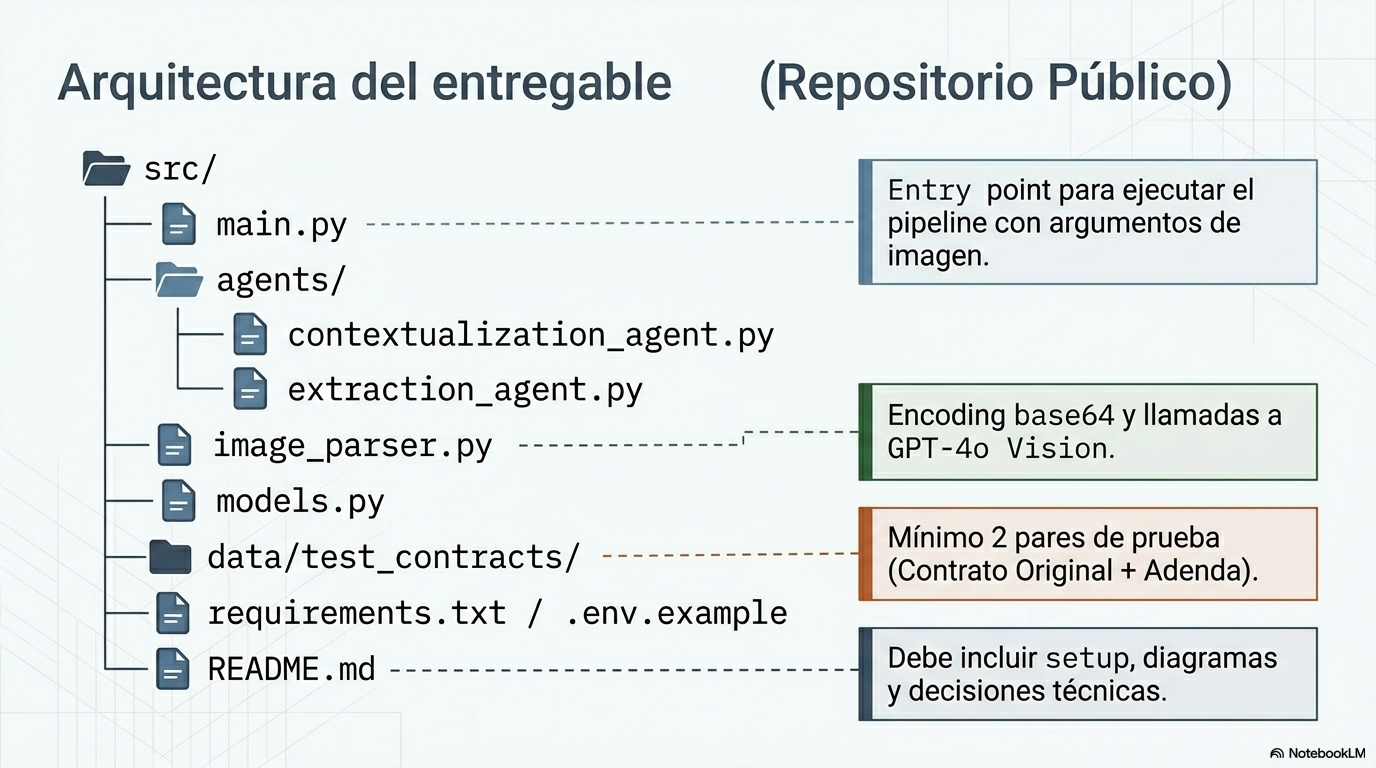 Arquitectura del entregable (Repositorio Público)
src/
main.py
Entry point para ejecutar el
pipeline con argumentos de
imagen.
agents/
contextualization_agent.py
extraction_agent.py
image_parser.py
Encoding base64 y llamadas a
GPT-4o Vision.
models.py
data/test_contracts/
Mínimo 2 pares de prueba
(Contrato Original + Adenda).
requirements.txt / .env.example
README.md
Debe incluir setup, diagramas
y decisiones técnicas.
NotebookLM